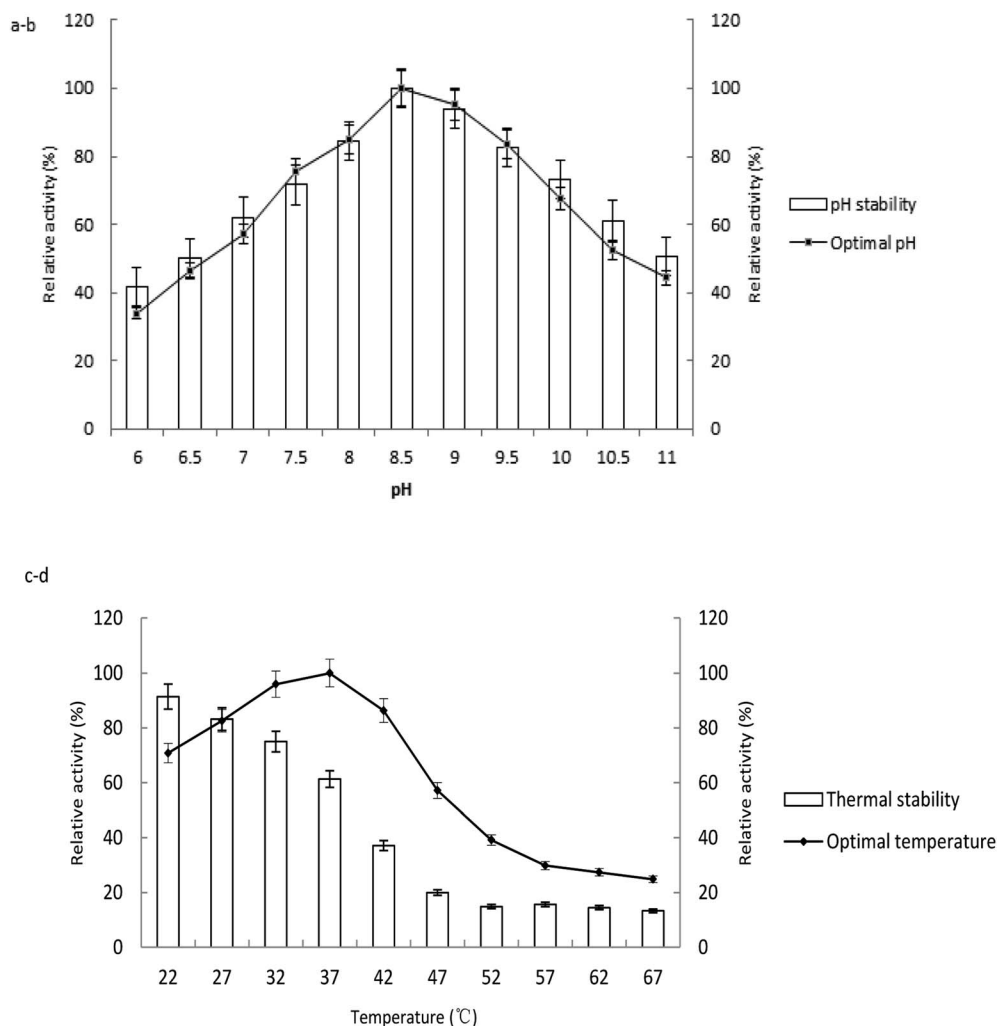 a-b
120
100
80
60
40
20
0
Relative activity (%)
6 6.5 7 7.5 8 8.5 9 9.5 10 10.5 11
pH
120
100
80
60
40
20
0
Relative activity (%)
pH stability
Optimal pH
c-d
120
100
80
60
40
20
0
Relative activity (%)
22 27 32 37 42 47 52 57 62 67
Temperature (℃)
120
100
80
60
40
20
0
Relative activity (%)
Thermal stability
Optimal temperature